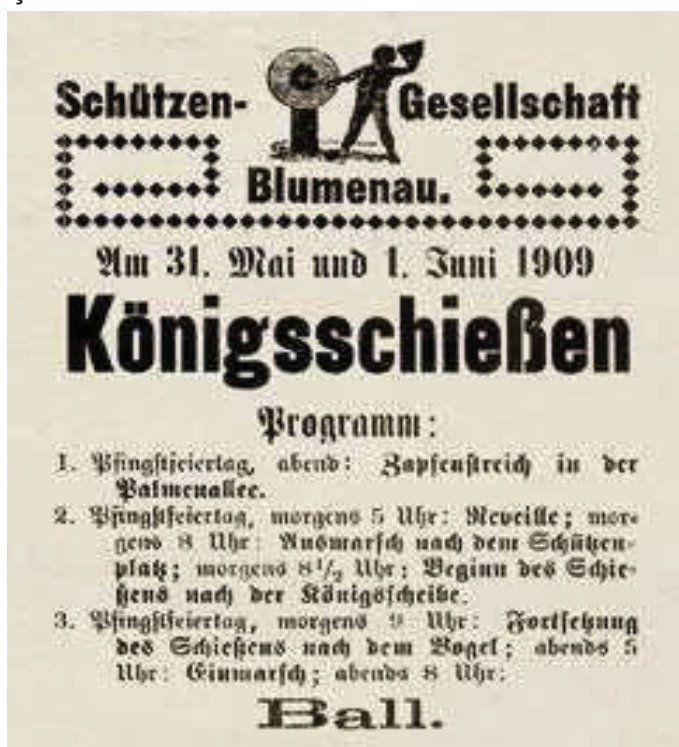 Schützen- Gesellschaft
Blumenau.
Am 31. Mai und 1. Juni 1909
Königsschießen
Programm:
1. Pfingstfeiertag, abend: Zapfenstreich in der
Palmenallee.
2. Pfingstfeiertag, morgens 5 Uhr: Reveille; mor-
gens 8 Uhr: Ausmarsch nach dem Schützen-
platz; morgens 8 1/2 Uhr: Beginn des Schie-
ßens nach der Königsscheibe.
3. Pfingstfeiertag, morgens 9 Uhr: Fortsetzung
des Schießens nach dem Vogel; abends 5
Uhr: Einmarsch; abends 8 Uhr:
Ball.